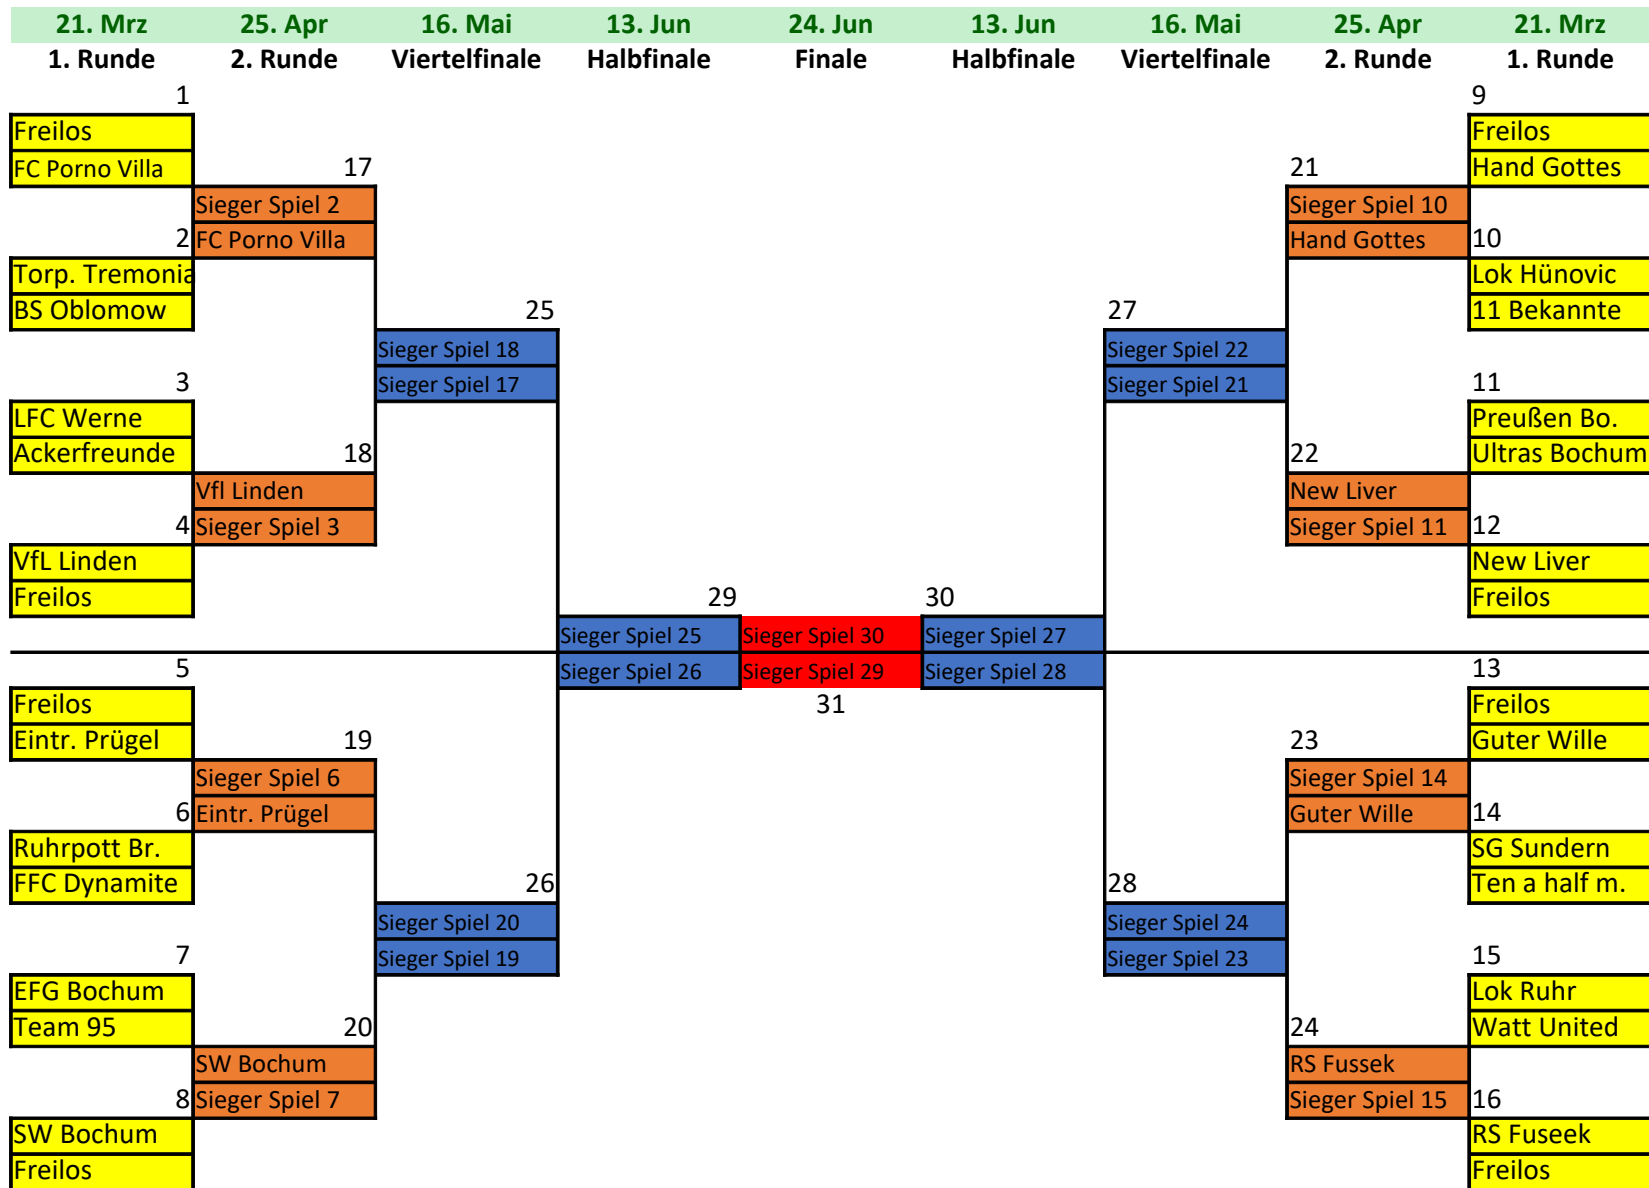 21. Mrz 25. Apr 16. Mai 13. Jun 24. Jun 13. Jun 16. Mai 25. Apr 21. Mrz
1. Runde 2. Runde Viertelfinale Halbfinale Finale Halbfinale Viertelfinale 2. Runde 1. Runde
1 9
Freilos Freilos
FC Porno Villa 17 21 Hand Gottes
Sieger Spiel 2 Sieger Spiel 10
2 FC Porno Villa Hand Gottes 10
Torp. Tremonia Lok Hünovic
BS Oblomow 25 27 11 Bekannte
Sieger Spiel 18 Sieger Spiel 22
3 Sieger Spiel 17 Sieger Spiel 21 11
LFC Werne Preußen Bo.
Ackerfreunde 18 22 Ultras Bochum
Vfl Linden New Liver
4 Sieger Spiel 3 Sieger Spiel 11 12
VfL Linden New Liver
Freilos 29 30 Freilos
Sieger Spiel 25 Sieger Spiel 30 Sieger Spiel 27
5 Sieger Spiel 26 Sieger Spiel 29 Sieger Spiel 28 13
Freilos 31 Freilos
Eintr. Prügel 19 23 Guter Wille
Sieger Spiel 6 Sieger Spiel 14
6 Eintr. Prügel Guter Wille 14
Ruhrpott Br. SG Sundern
FFC Dynamite 26 28 Ten a half m.
Sieger Spiel 20 Sieger Spiel 24
7 Sieger Spiel 19 Sieger Spiel 23 15
EFG Bochum Lok Ruhr
Team 95 20 24 Watt United
SW Bochum RS Fussek
8 Sieger Spiel 7 Sieger Spiel 15 16
SW Bochum RS Fuseek
Freilos Freilos